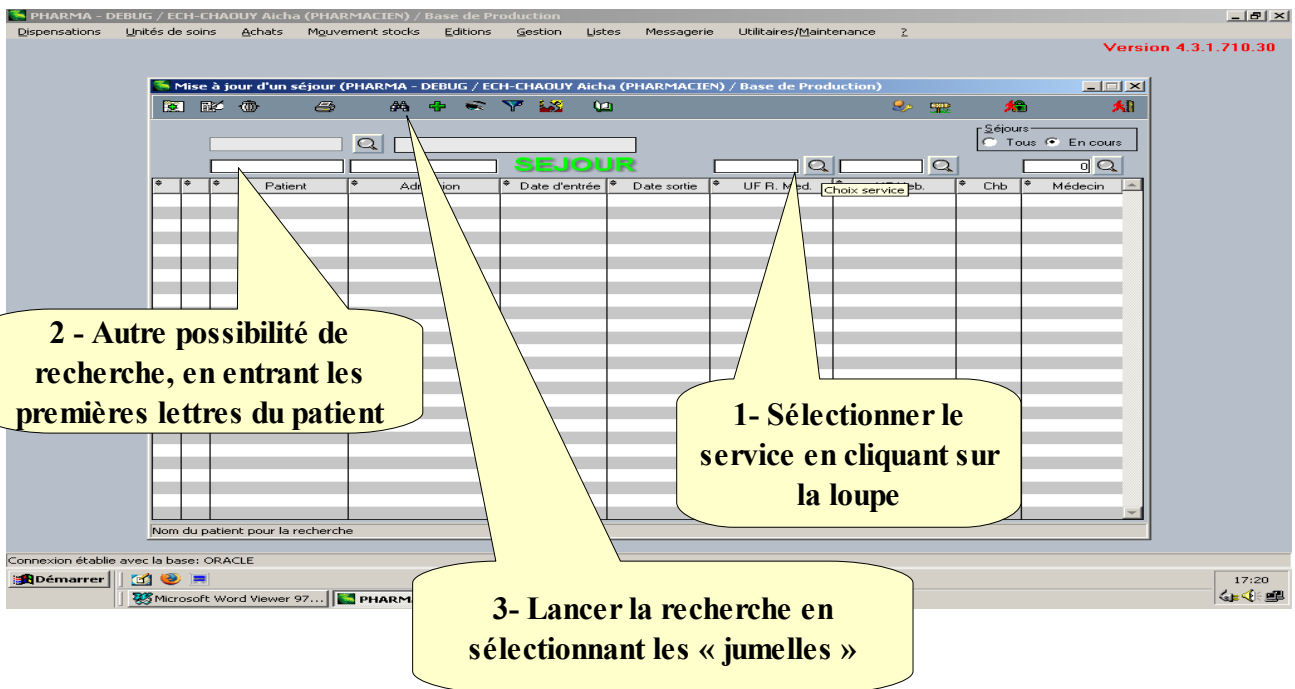 PHARMA - DEBUG / ECH-CHAOUY Aicha (PHARMACIEN) / Base de Production
Dispensations Unités de soins Achats Mouvement stocks Editions Gestion Listes Messagerie Utilitaires/Maintenance ?
Version 4.3.1.710.30
Mise à jour d'un séjour (PHARMA - DEBUG / ECH-CHAOUY Aicha (PHARMACIEN) / Base de Production)
Séjours
Tous En cours
SEJOUR
0
Patient Date d'entrée Date sortie UF R. Chb Médecin
Choix service
2 - Autre possibilité de
recherche, en entrant les
premières lettres du patient
1- Sélectionner le
service en cliquant sur
la loupe
Nom du patient pour la recherche
Connexion établie avec la base: ORACLE
Démarrer
17:20
Microsoft Word Viewer 97... PHARM
3- Lancer la recherche en
sélectionnant les « jumelles »